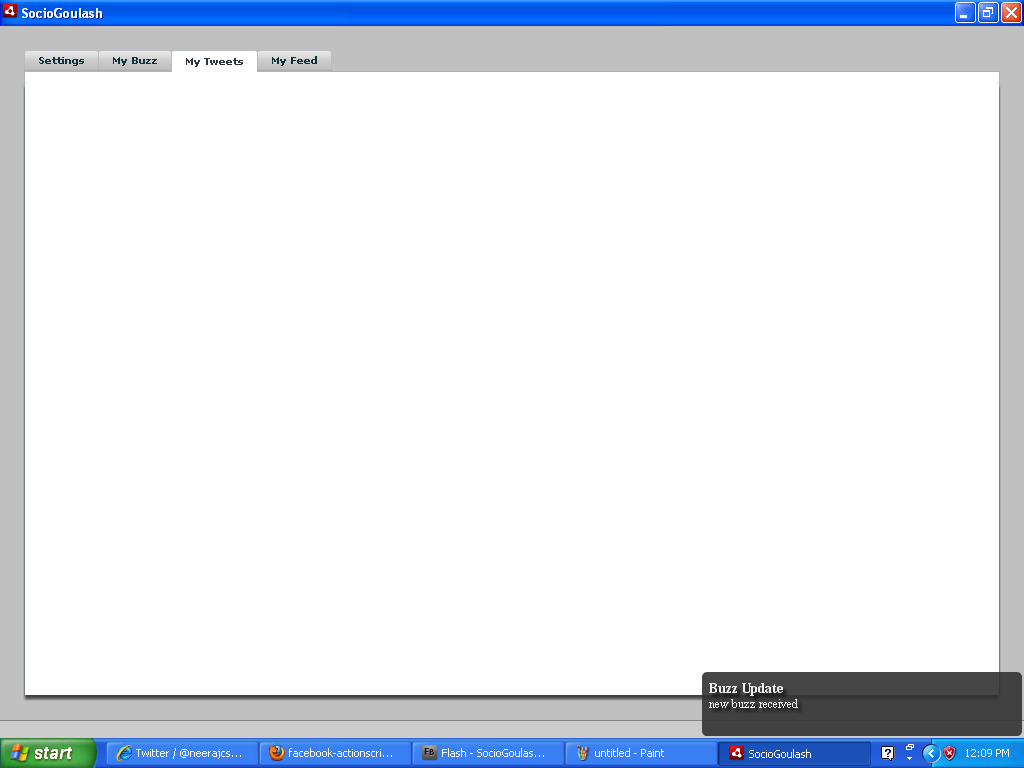 SocioGoulash
Settings My Buzz My Tweets My Feed
Buzz Update
new buzz received
start Twitter / @neerajcs... facebook-actionscri... FB Flash - SocioGoulas... untitled - Paint SocioGoulash ? 12:09 PM